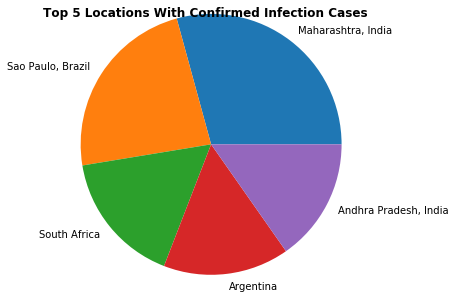 Top 5 Locations With Confirmed Infection Cases
Maharashtra, India
Sao Paulo, Brazil
South Africa
Argentina
Andhra Pradesh, India